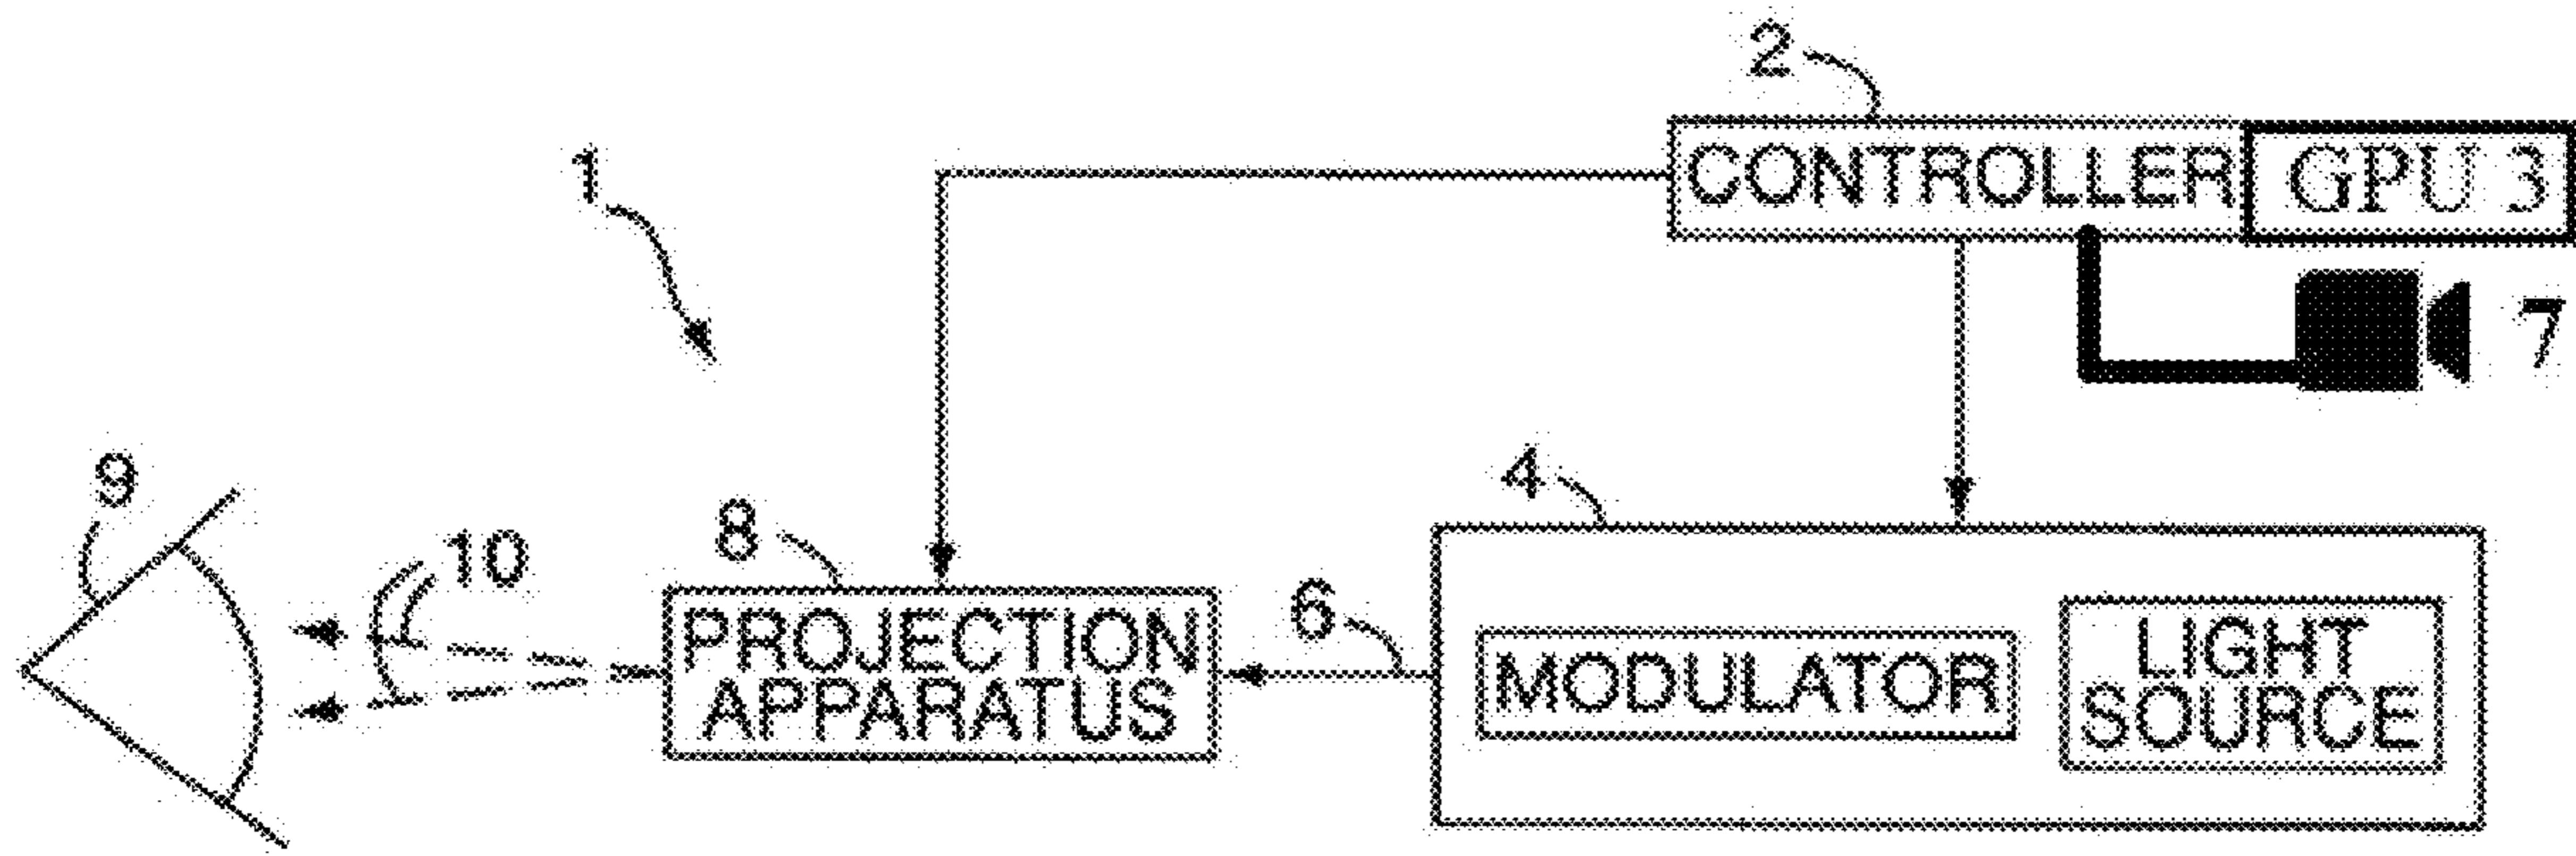 2
1
CONTROLLER GPU 3
7
9
10
8
4
6
PROJECTION
APPARATUS
MODULATOR
LIGHT
SOURCE